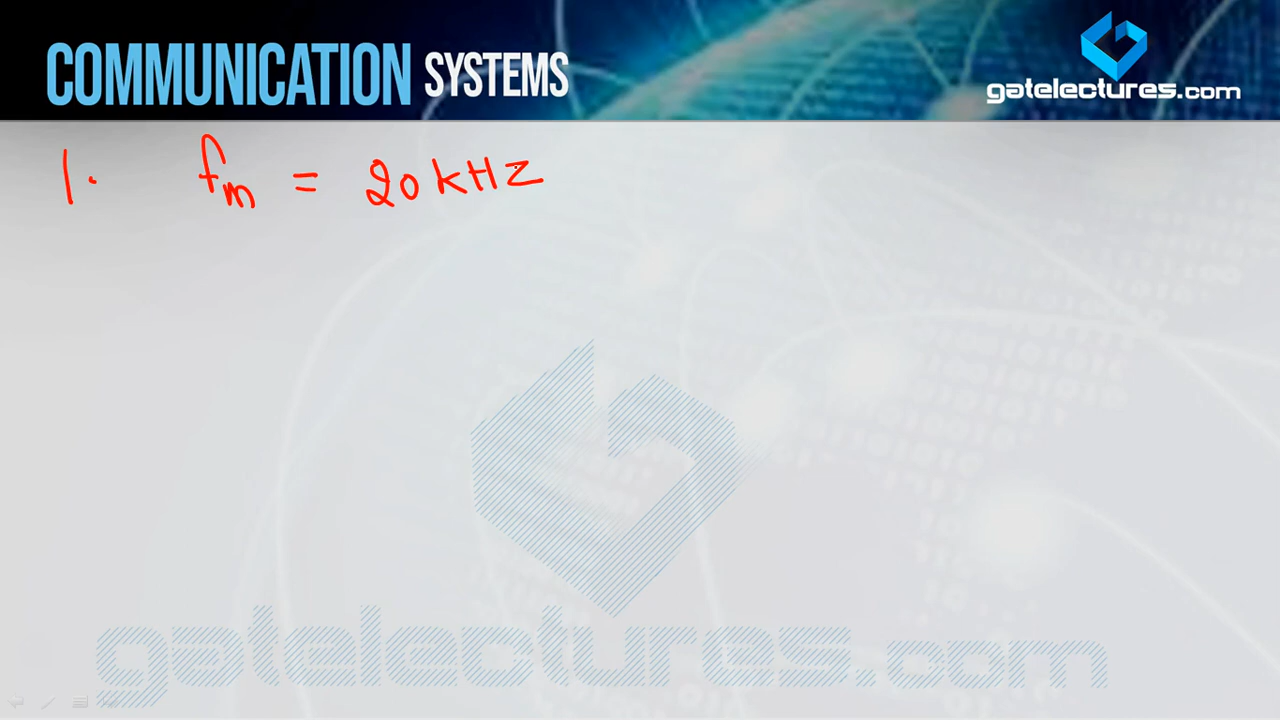 COMMUNICATION SYSTEMS
gatelectures.com
1. fm = 20 kHz
gatelectures.com